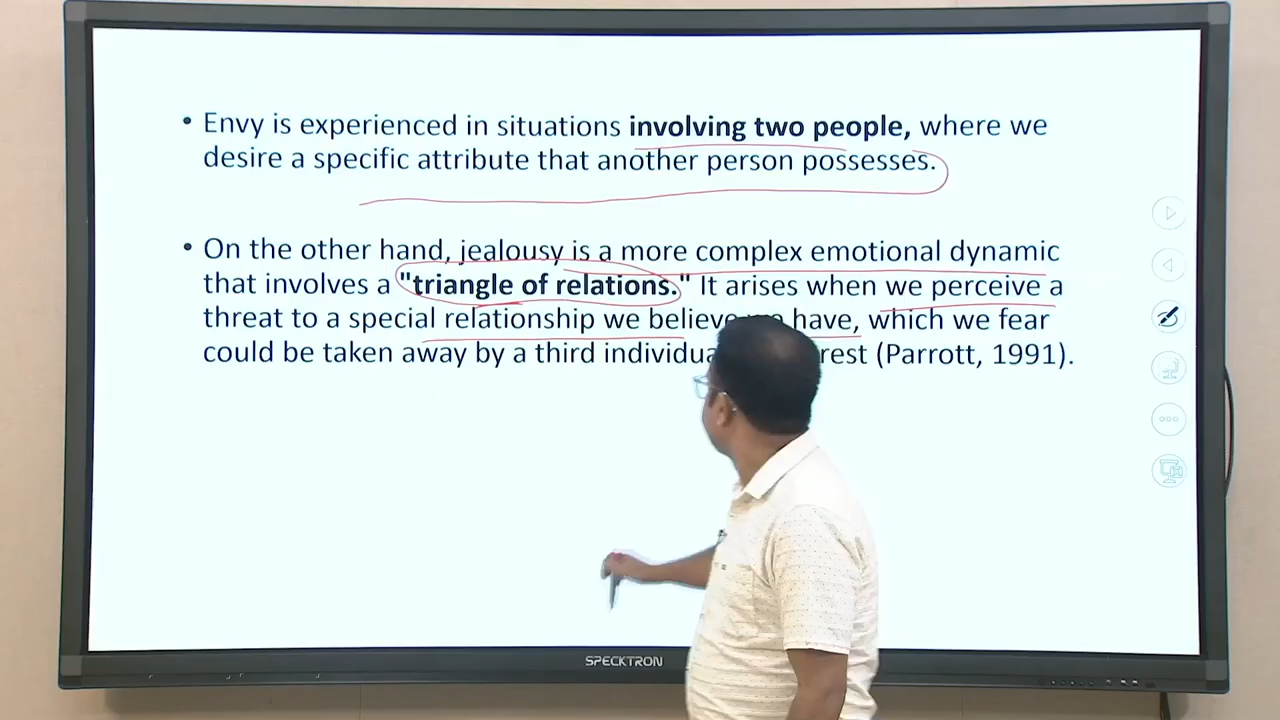 • Envy is experienced in situations involving two people, where we
desire a specific attribute that another person possesses.
• On the other hand, jealousy is a more complex emotional dynamic
that involves a "triangle of relations." It arises when we perceive a
threat to a special relationship we believe have, which we fear
could be taken away by a third (Parrott, 1991).
SPECKTRON